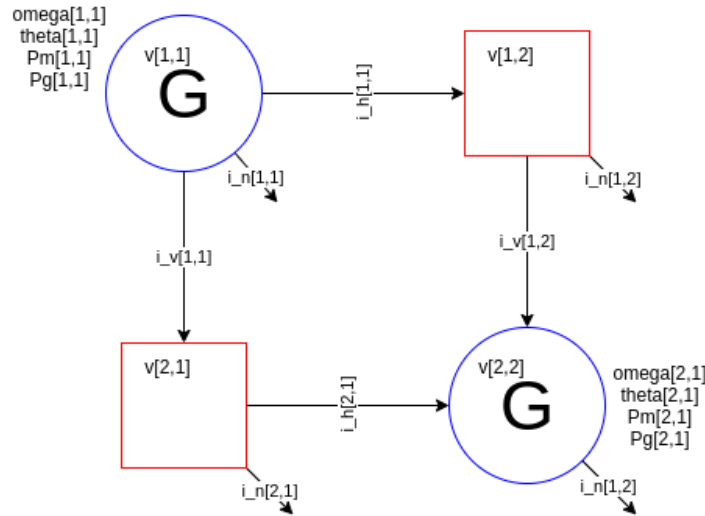 omega[1,1]
theta[1,1]
Pm[1,1]
Pg[1,1]
v[1,1]
G
i_h[1,1]
v[1,2]
i_n[1,1]
i_n[1,2]
i_v[1,1]
i_v[1,2]
v[2,1]
i_h[2,1]
v[2,2]
G
omega[2,1]
theta[2,1]
Pm[2,1]
Pg[2,1]
i_n[2,1]
i_n[1,2]